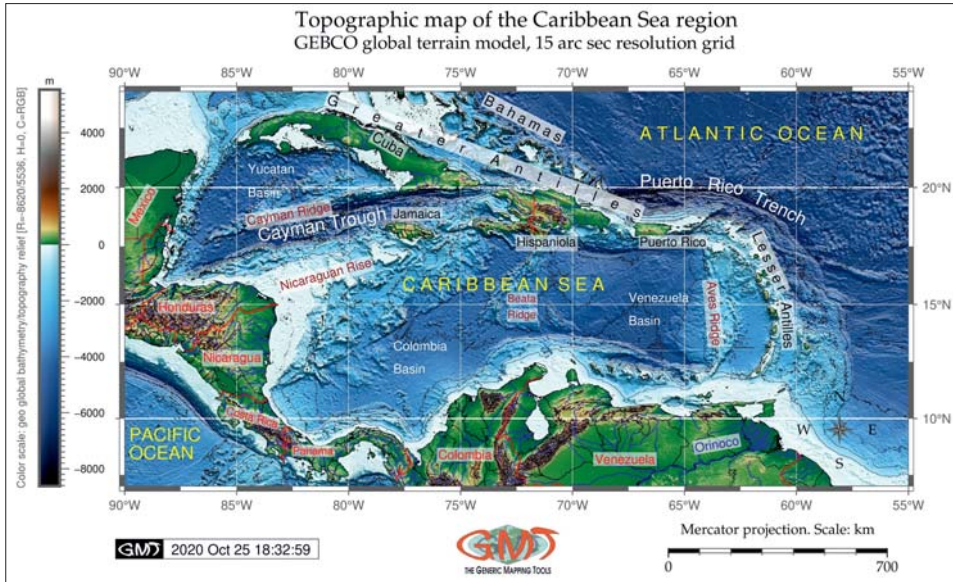 Topographic map of the Caribbean Sea region
GEBCO global terrain model, 15 arc sec resolution grid
90°W 85°W 80°W 75°W 70°W 65°W 60°W 55°W
m
Color scale: geo global bathymetry/topography relief [R=-8620/5536, H=0, C=RGB]
4000
2000
0
-2000
-4000
-6000
-8000
20°N
15°N
10°N
Greater Antilles
Bahamas
ATLANTIC OCEAN
Cuba
Yucatan
Basin
Mexico
Cayman Ridge
Cayman Trough
Jamaica
Puerto Rico Trench
Hispaniola
Puerto Rico
Lesser Antilles
Nicaraguan Rise
CARIBBEAN SEA
Honduras
Beata
Ridge
Venezuela
Basin
Aves Ridge
Nicaragua
Colombia
Basin
Costa Rica
Panama
PACIFIC
OCEAN
Colombia
Venezuela
Orinoco
N
W E
S
90°W 85°W 80°W 75°W 70°W 65°W 60°W 55°W
GMT 2020 Oct 25 18:32:59
GMT
THE GENERIC MAPPING TOOLS
Mercator projection. Scale: km
0 700